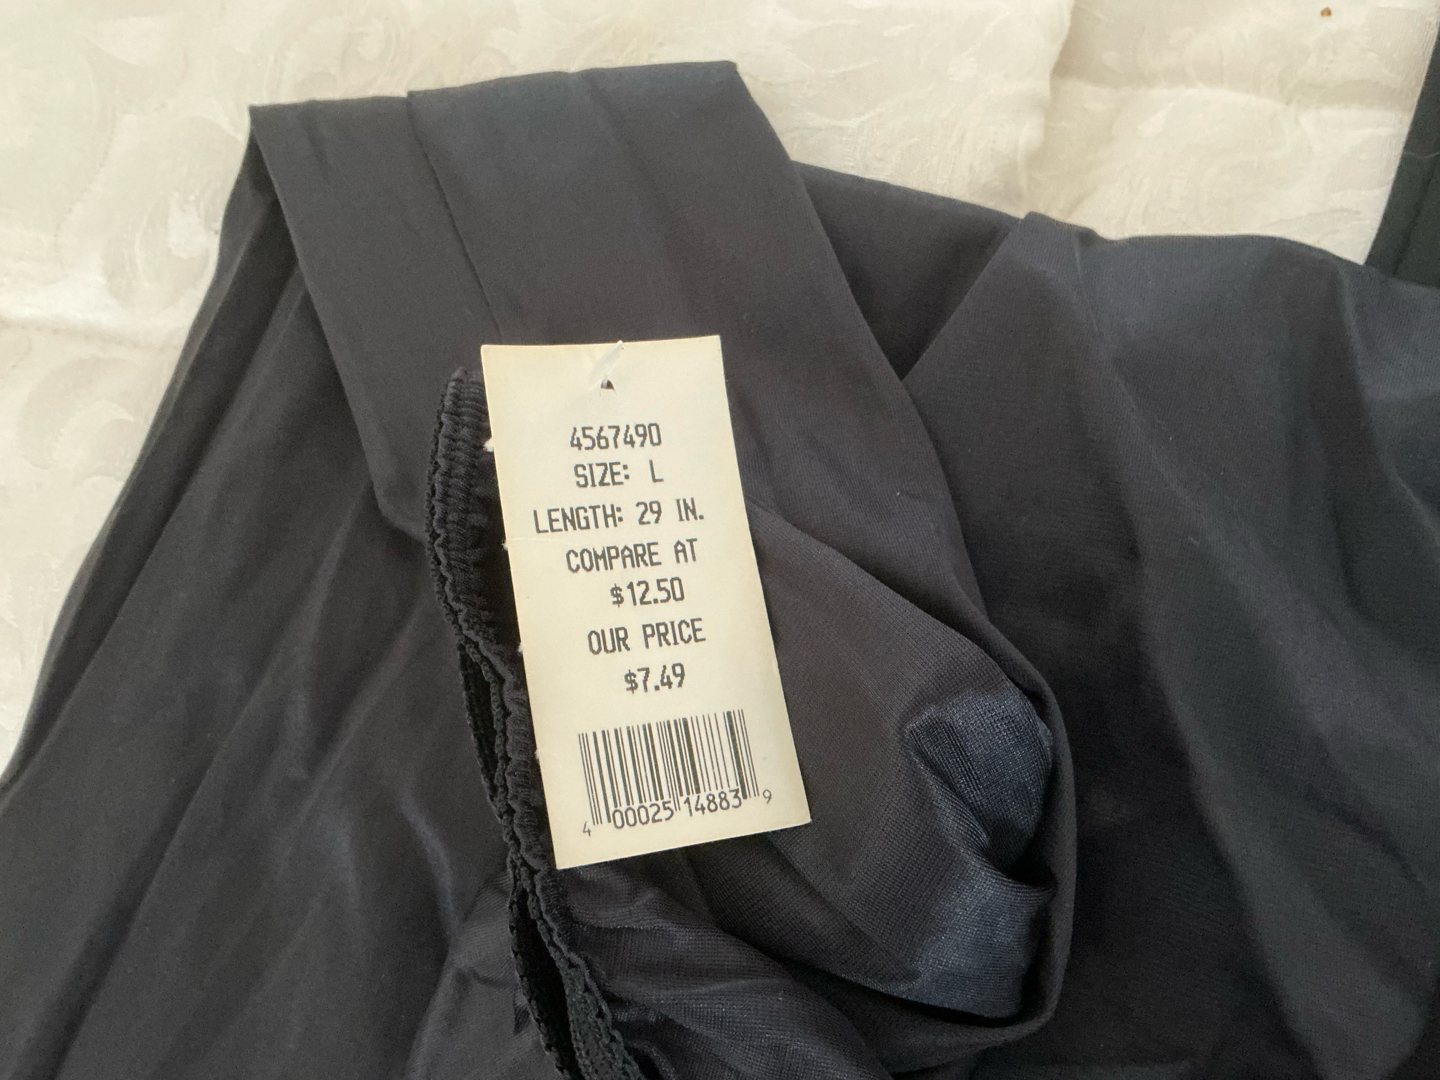 4567490
SIZE: L
LENGTH: 29 IN.
COMPARE AT
$12.50
OUR PRICE
$7.49
4 00025 14883 9